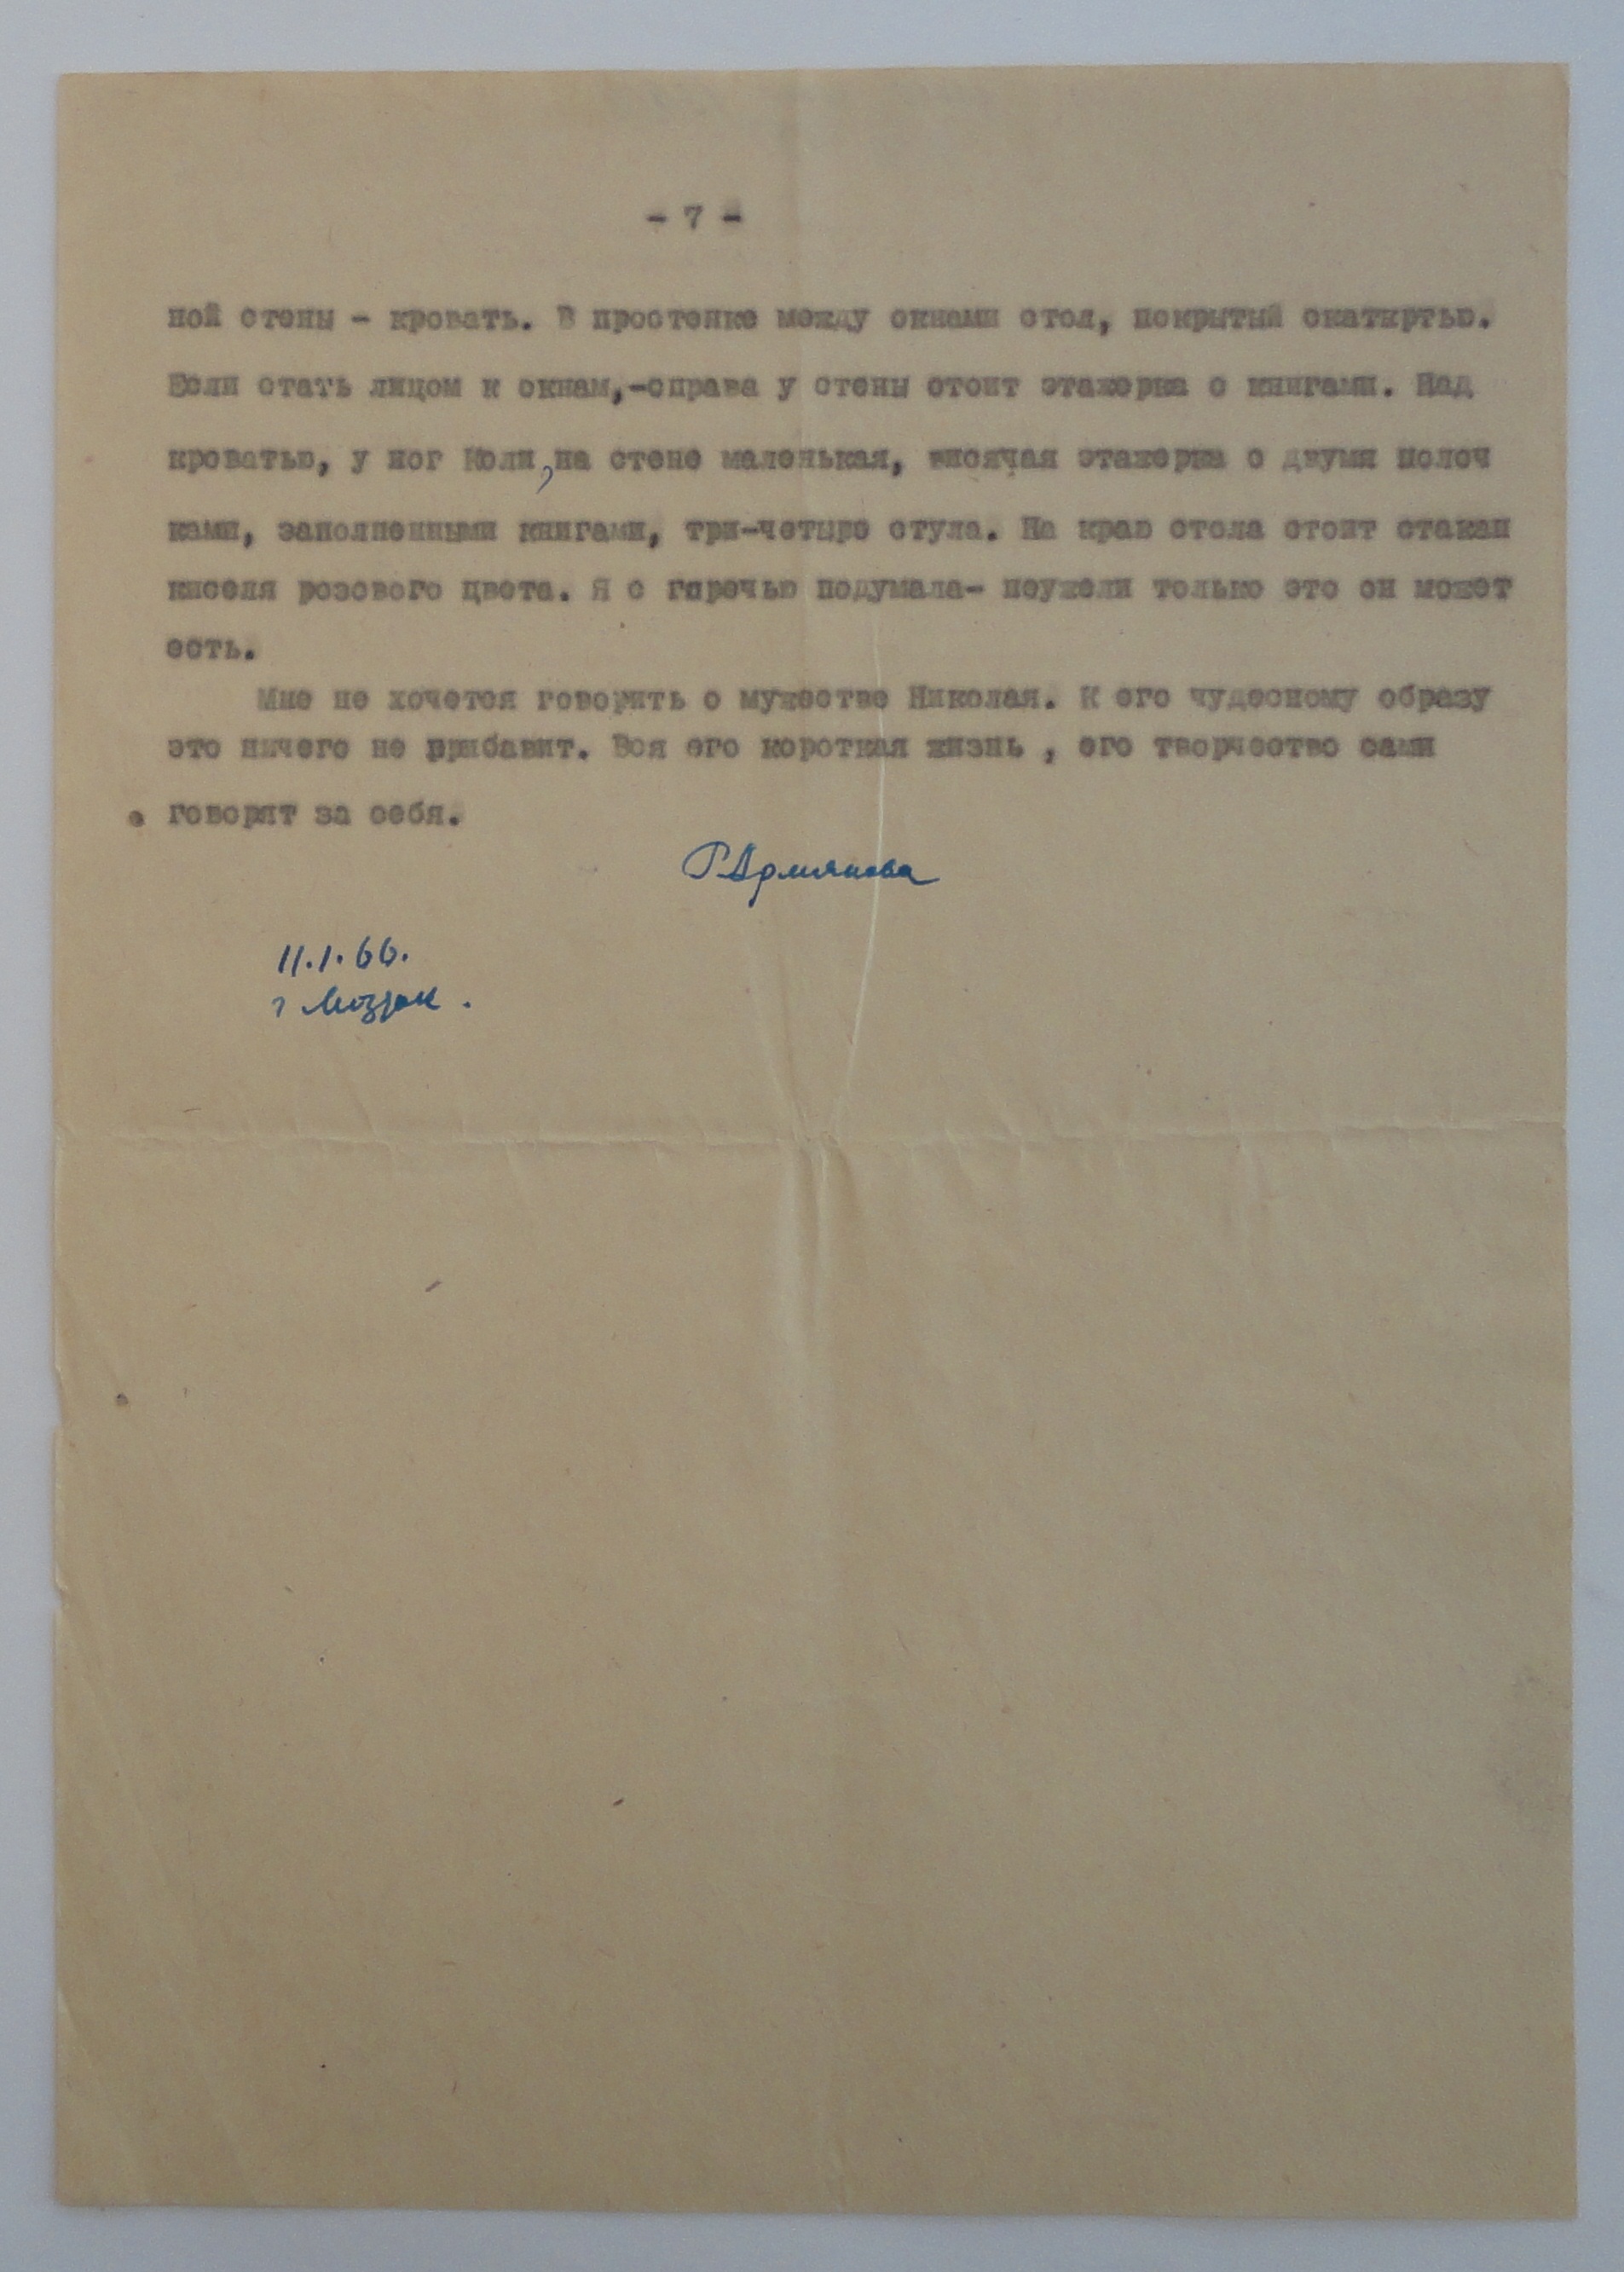 - 7 -
ной стены - кровать. В простенке между окнами стол, покрытый скатыртью.
Если стать лицом к окнам,-справа у стены стоит этажерка с книгами. Над
кроватью, у ног Коли, на стене маленькая, висячая этажерка с двумя полоч
ками, заполненными книгами, три-четыре стула. На краю стола стоит стакан
киселя розового цвета. Я с горечью подумала- неужели только это он может
есть.
Мне не хочется говорить о мужестве Николая. К его чудесному образу
это ничего не прибавит. Вся его короткая жизнь , его творчество сами
говорят за себя.
Р Армянова
11.1.66.
г Моздок.